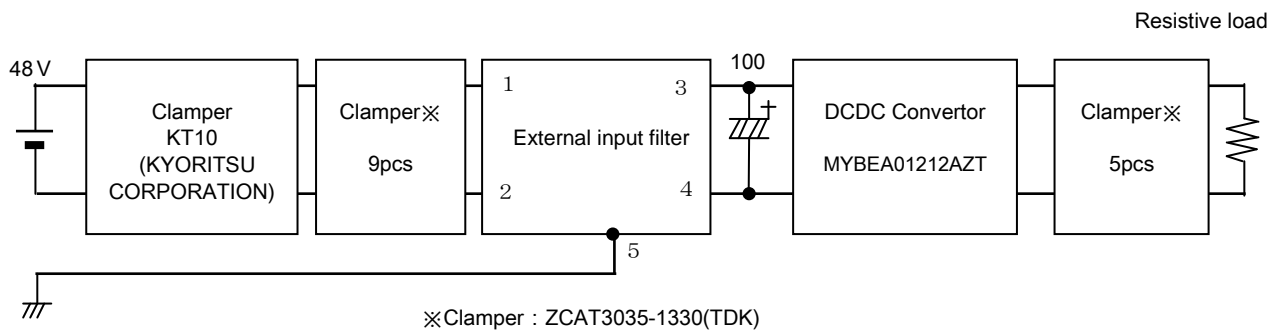 Resistive load
48V
Clamper
KT10
(KYORITSU
CORPORATION)
Clamper※
9pcs
1
2
External input filter
3
4
5
100
+
DCDC Convertor
MYBEA01212AZT
Clamper※
5pcs
※Clamper : ZCAT3035-1330(TDK)